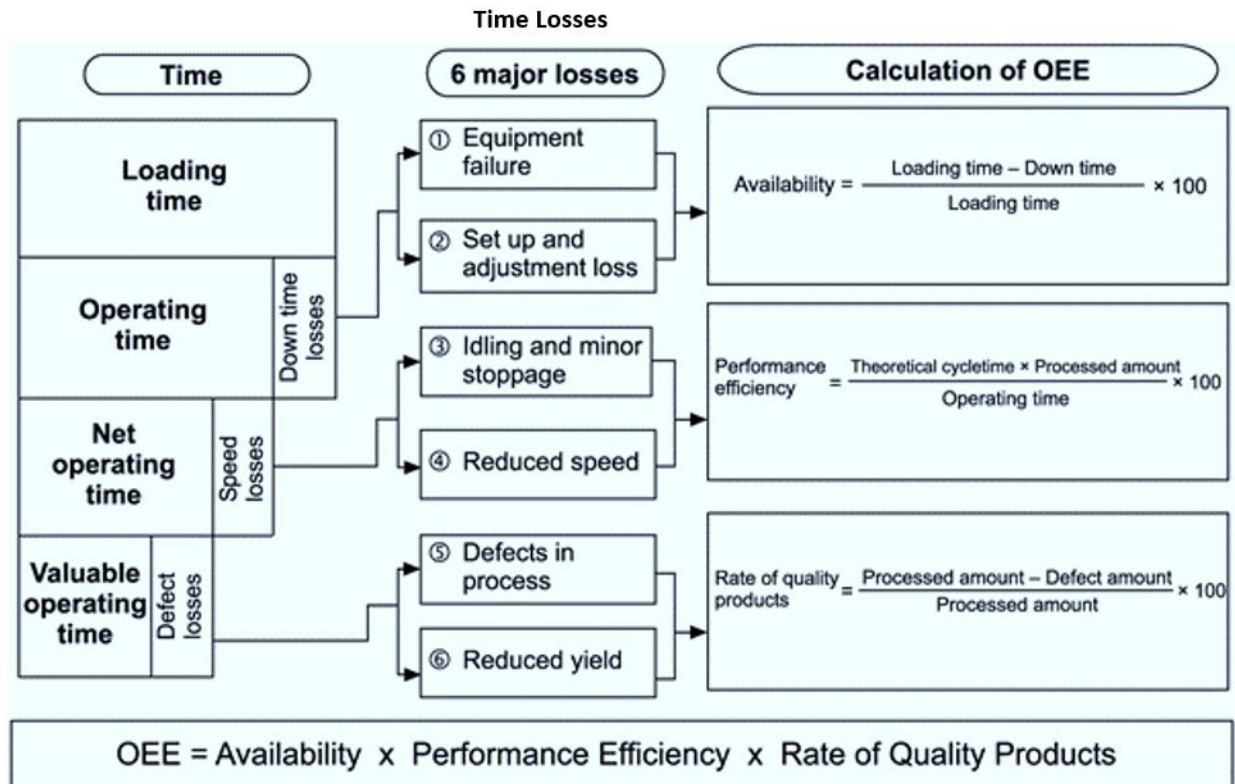 Time Losses
Time
6 major losses
Calculation of OEE
Loading
time
Operating
time
Down time
losses
Net
operating
time
Speed
losses
Valuable
operating
time
Defect
losses
① Equipment
failure
② Set up and
adjustment loss
③ Idling and minor
stoppage
④ Reduced speed
⑤ Defects in
process
⑥ Reduced yield
Availability = Loading time – Down time / Loading time × 100
Performance efficiency = Theoretical cycletime × Processed amount / Operating time × 100
Rate of quality products = Processed amount – Defect amount / Processed amount × 100
OEE = Availability x Performance Efficiency x Rate of Quality Products